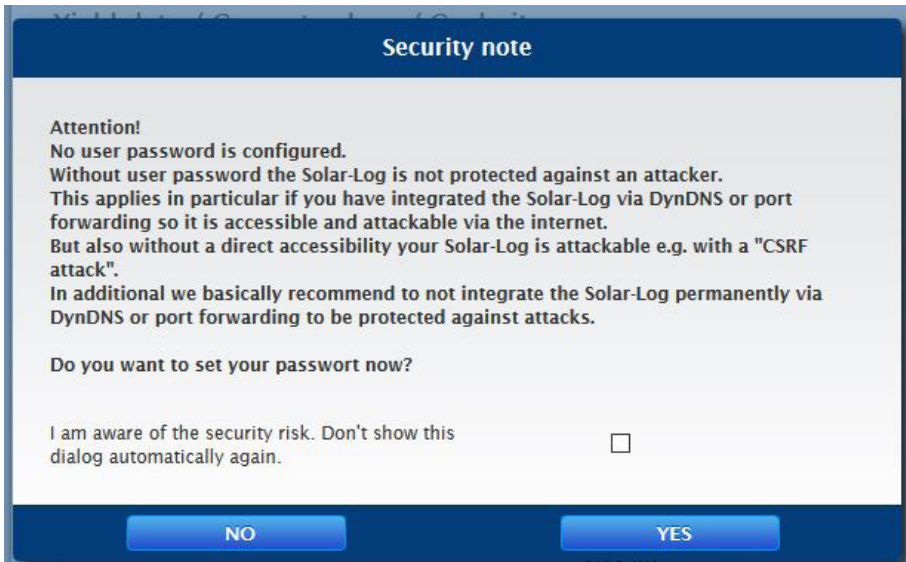 Security note
Attention!
No user password is configured.
Without user password the Solar-Log is not protected against an attacker.
This applies in particular if you have integrated the Solar-Log via DynDNS or port
forwarding so it is accessible and attackable via the internet.
But also without a direct accessibility your Solar-Log is attackable e.g. with a "CSRF
attack".
In additional we basically recommend to not integrate the Solar-Log permanently via
DynDNS or port forwarding to be protected against attacks.
Do you want to set your passwort now?
I am aware of the security risk. Don't show this
dialog automatically again.
NO
YES